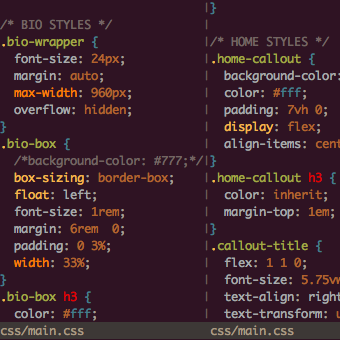 /* BIO STYLES */
.bio-wrapper {
font-size: 24px;
margin: auto;
max-width: 960px;
overflow: hidden;
}
.bio-box {
/*background-color: #777;*/
box-sizing: border-box;
float: left;
font-size: 1rem;
margin: 6rem  0;
padding: 0 3%;
width: 33%;
}
.bio-box h3 {
color: #fff;
css/main.css
}
/* HOME STYLES */
.home-callout {
background-color:
color: #fff;
padding: 7vh 0;
display: flex;
align-items: cent
}
.home-callout h3 {
color: inherit;
margin-top: 1em;
}
.callout-title {
flex: 1 1 0;
font-size: 5.75vw
text-align: right
text-transform: u
css/main.css